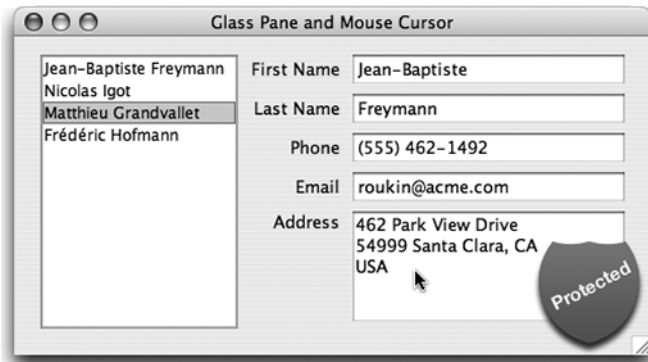 Glass Pane and Mouse Cursor
Jean-Baptiste Freymann
Nicolas Igot
Matthieu Grandvallet
Frédéric Hofmann
First Name Jean-Baptiste
Last Name Freymann
Phone (555) 462-1492
Email roukin@acme.com
Address 462 Park View Drive
54999 Santa Clara, CA
USA
Protected